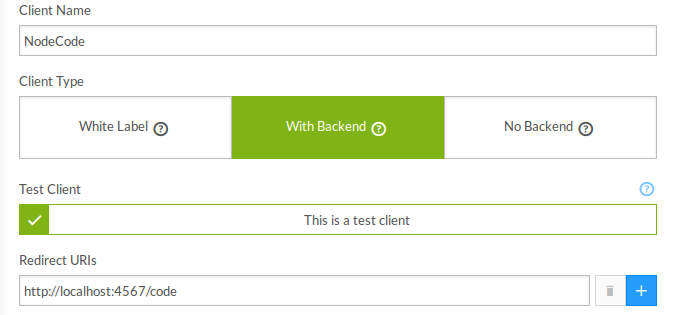 Client Name
NodeCode
Client Type
White Label ? With Backend ? No Backend ?
Test Client ?
This is a test client
Redirect URIs
http://localhost:4567/code +